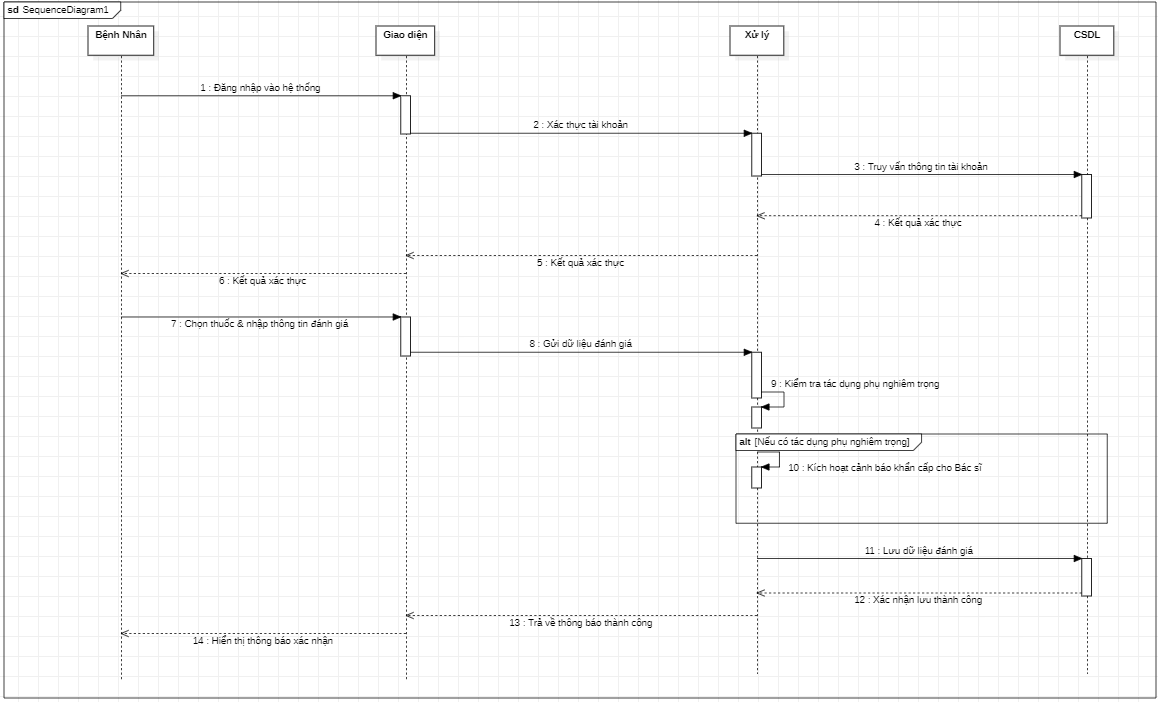 sd SequenceDiagram1
Bệnh Nhân
Giao diện
Xử lý
CSDL
1 : Đăng nhập vào hệ thống
2 : Xác thực tài khoản
3 : Truy vấn thông tin tài khoản
4 : Kết quả xác thực
5 : Kết quả xác thực
6 : Kết quả xác thực
7 : Chọn thuốc & nhập thông tin đánh giá
8 : Gửi dữ liệu đánh giá
9 : Kiểm tra tác dụng phụ nghiêm trọng
alt [Nếu có tác dụng phụ nghiêm trọng]
10 : Kích hoạt cảnh báo khẩn cấp cho Bác sĩ
11 : Lưu dữ liệu đánh giá
12 : Xác nhận lưu thành công
13 : Trả về thông báo thành công
14 : Hiển thị thông báo xác nhận